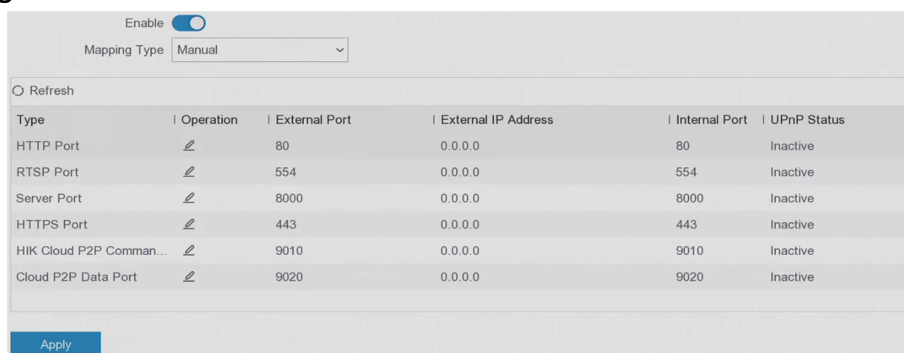 Enable
Mapping Type Manual
Refresh
Type Operation External Port External IP Address Internal Port UPnP Status
HTTP Port 80 0.0.0.0 80 Inactive
RTSP Port 554 0.0.0.0 554 Inactive
Server Port 8000 0.0.0.0 8000 Inactive
HTTPS Port 443 0.0.0.0 443 Inactive
HIK Cloud P2P Comman... 9010 0.0.0.0 9010 Inactive
Cloud P2P Data Port 9020 0.0.0.0 9020 Inactive
Apply